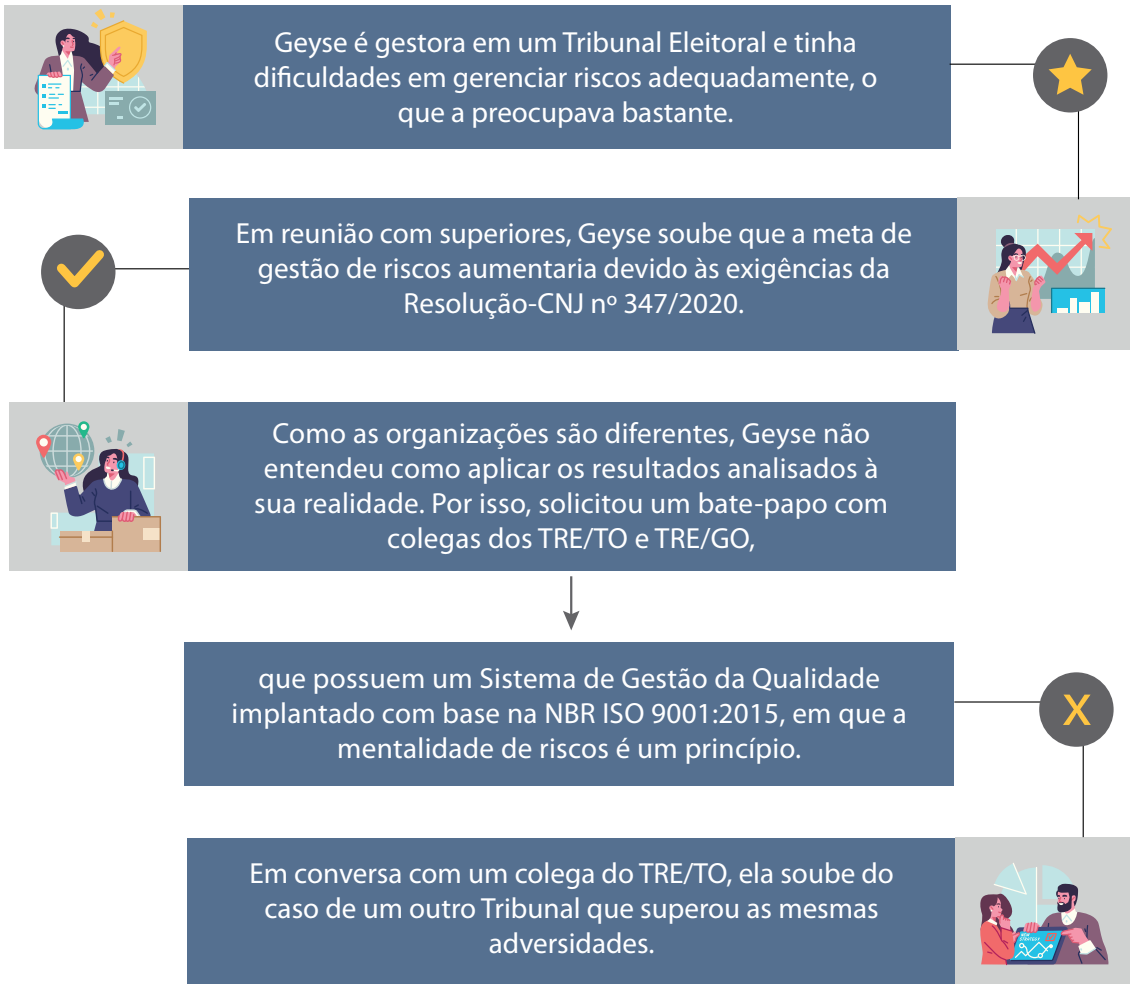 Geyse é gestora em um Tribunal Eleitoral e tinha
dificuldades em gerenciar riscos adequadamente, o
que a preocupava bastante.
Em reunião com superiores, Geyse soube que a meta de
gestão de riscos aumentaria devido às exigências da
Resolução-CNJ nº 347/2020.
Como as organizações são diferentes, Geyse não
entendeu como aplicar os resultados analisados à
sua realidade. Por isso, solicitou um bate-papo com
colegas dos TRE/TO e TRE/GO,
que possuem um Sistema de Gestão da Qualidade
implantado com base na NBR ISO 9001:2015, em que a
mentalidade de riscos é um princípio.
X
Em conversa com um colega do TRE/TO, ela soube do
caso de um outro Tribunal que superou as mesmas
adversidades.